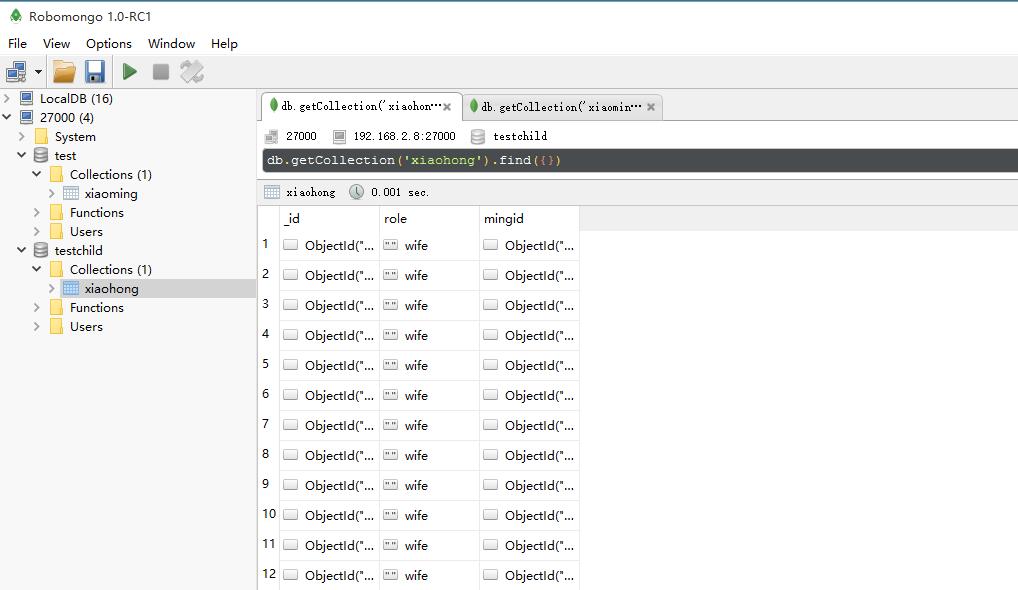 Robomongo 1.0-RC1
File View Options Window Help
LocalDB (16)
27000 (4)
System
test
Collections (1)
xiaoming
Functions
Users
testchild
Collections (1)
xiaohong
Functions
Users
db.getCollection('xiaohon··· db.getCollection('xiaomin···
27000 192.168.2.8:27000 testchild
db.getCollection('xiaohong').find({})
xiaohong 0.001 sec.
_id role mingid
1 ObjectId("... "" wife ObjectId("...
2 ObjectId("... "" wife ObjectId("...
3 ObjectId("... "" wife ObjectId("...
4 ObjectId("... "" wife ObjectId("...
5 ObjectId("... "" wife ObjectId("...
6 ObjectId("... "" wife ObjectId("...
7 ObjectId("... "" wife ObjectId("...
8 ObjectId("... "" wife ObjectId("...
9 ObjectId("... "" wife ObjectId("...
10 ObjectId("... "" wife ObjectId("...
11 ObjectId("... "" wife ObjectId("...
12 ObjectId("... "" wife ObjectId("...